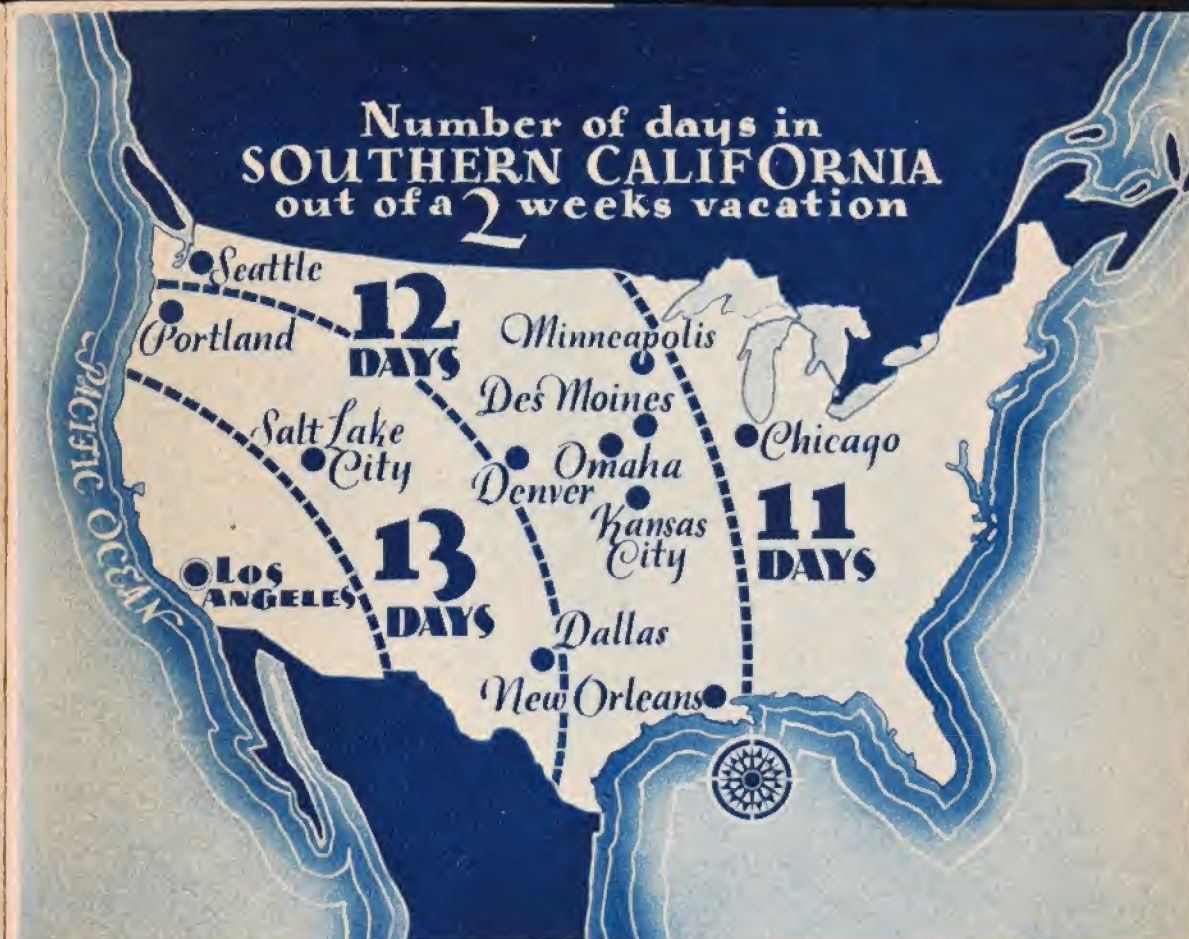 Number of days in
SOUTHERN CALIFORNIA
out of a 2 weeks vacation
Seattle
12
DAYS
Portland
Minneapolis
Des Moines
Salt Lake
City
Chicago
Omaha
Denver
Kansas
City
11
DAYS
13
DAYS
LOS
ANGELES
Dallas
New Orleans
PACIFIC OCEAN